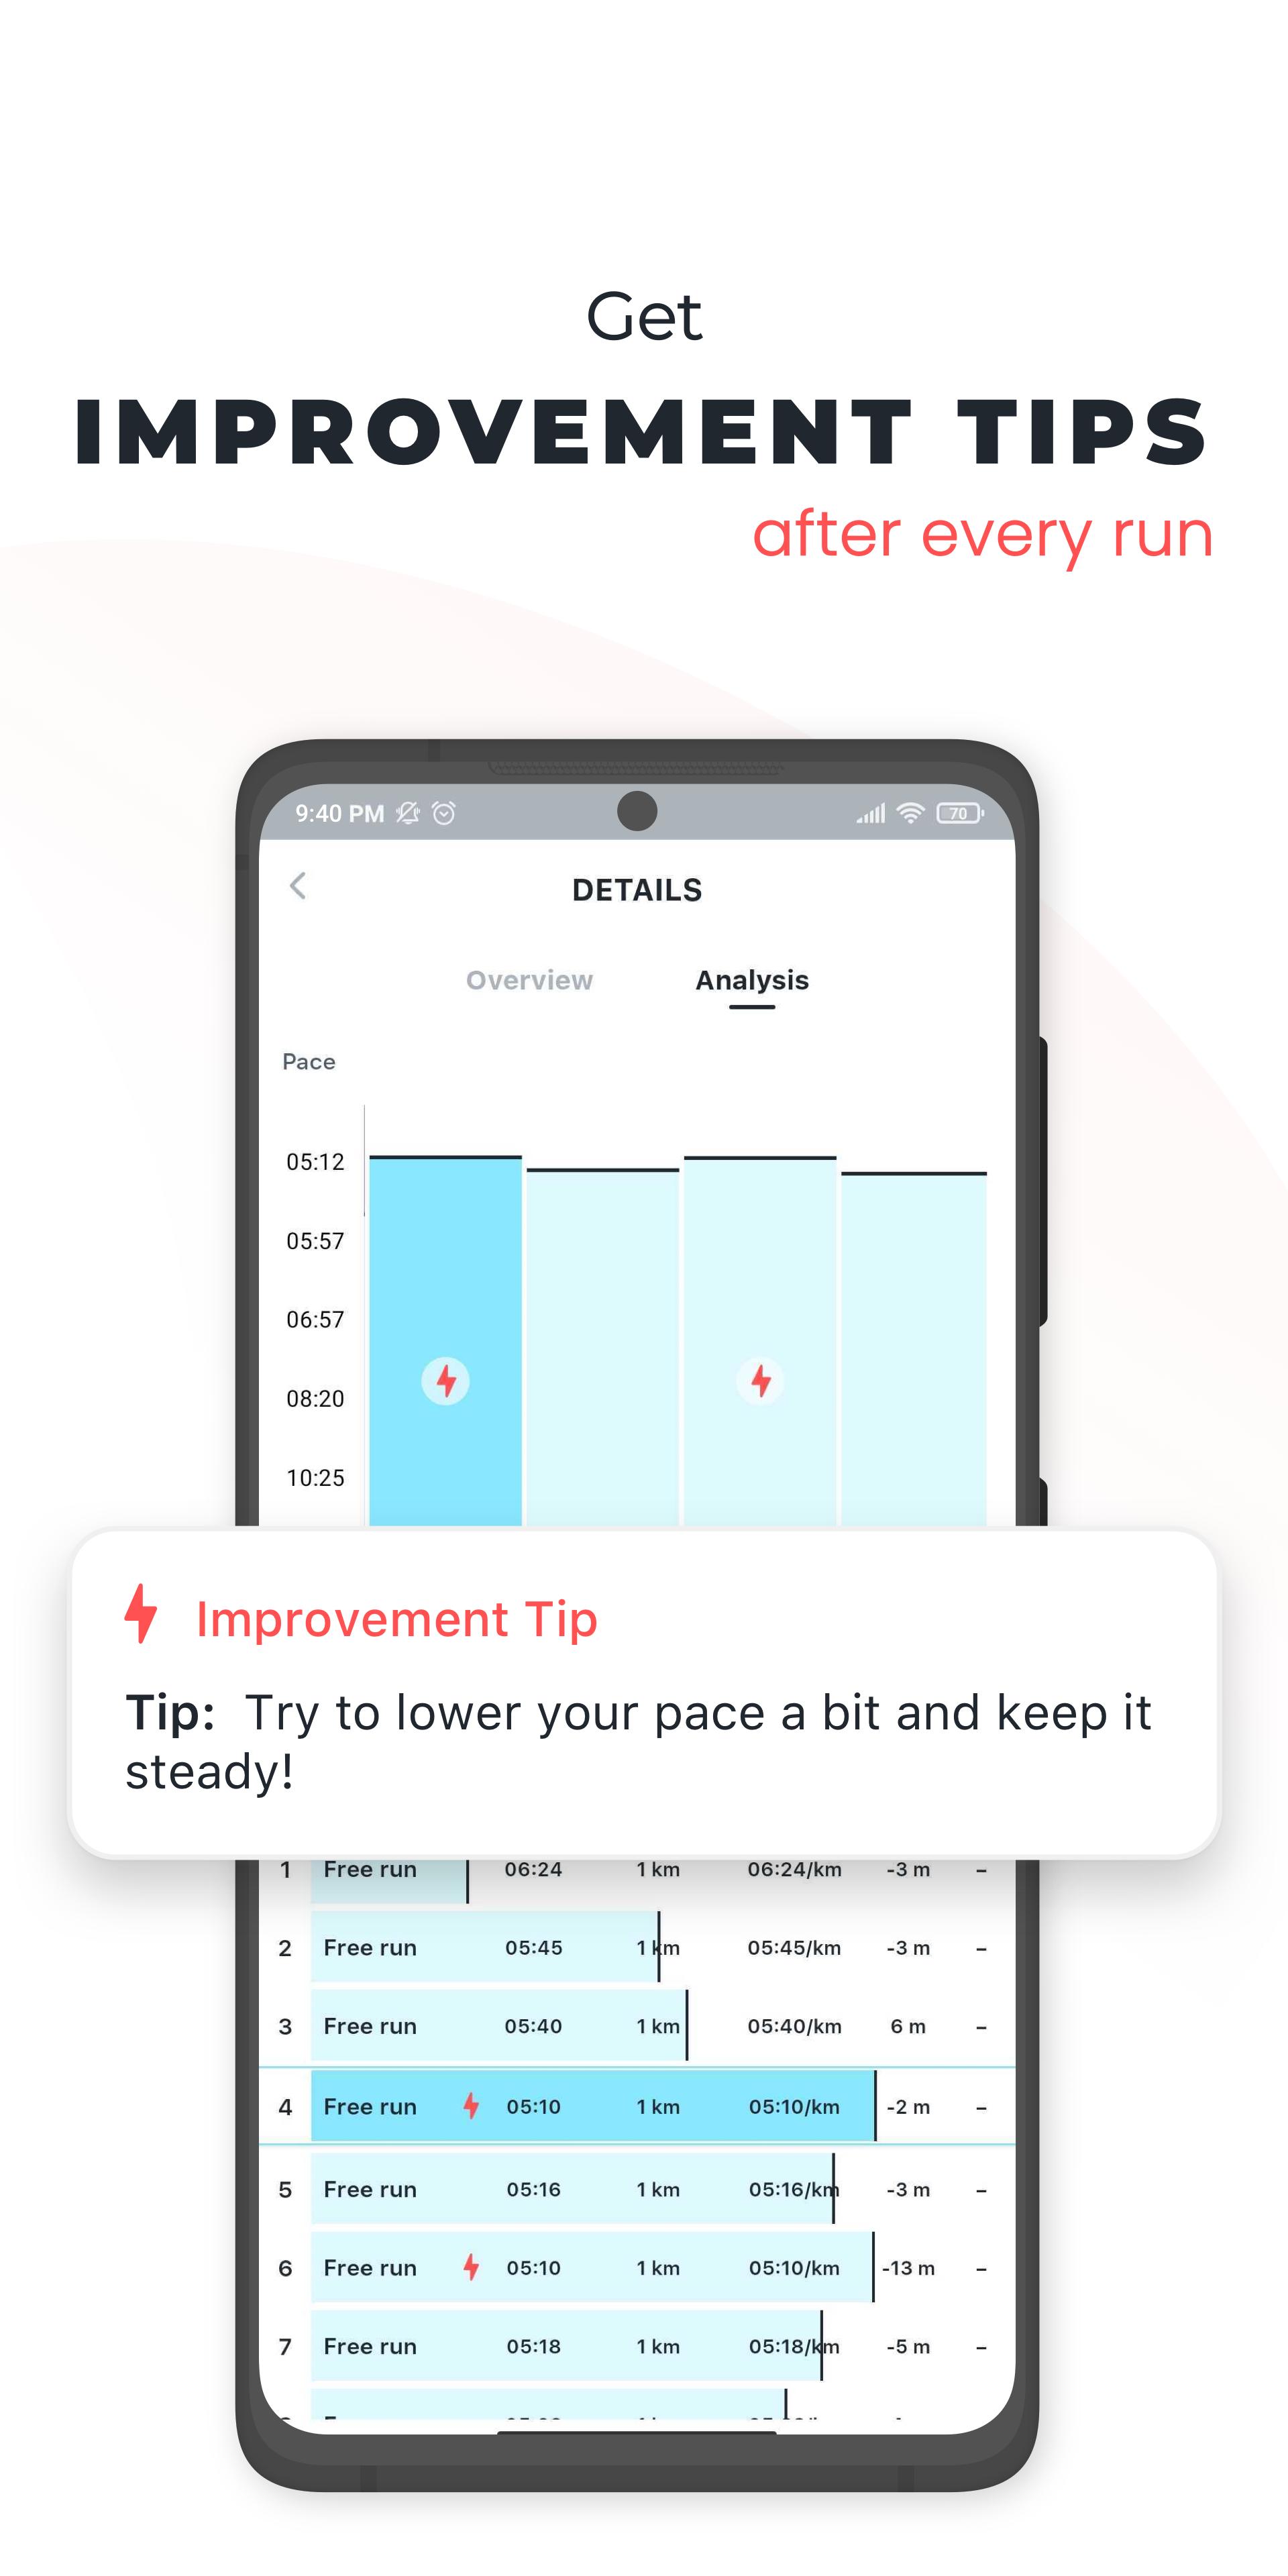 Get
IMPROVEMENT TIPS
after every run
9:40 PM 70
DETAILS
Overview Analysis
Pace
05:12
05:57
06:57
08:20
10:25
Improvement Tip
Tip: Try to lower your pace a bit and keep it
steady!
1 Free run 06:24 1 km 06:24/km -3 m –
2 Free run 05:45 1 km 05:45/km -3 m –
3 Free run 05:40 1 km 05:40/km 6 m –
4 Free run 05:10 1 km 05:10/km -2 m –
5 Free run 05:16 1 km 05:16/km -3 m –
6 Free run 05:10 1 km 05:10/km -13 m –
7 Free run 05:18 1 km 05:18/km -5 m –